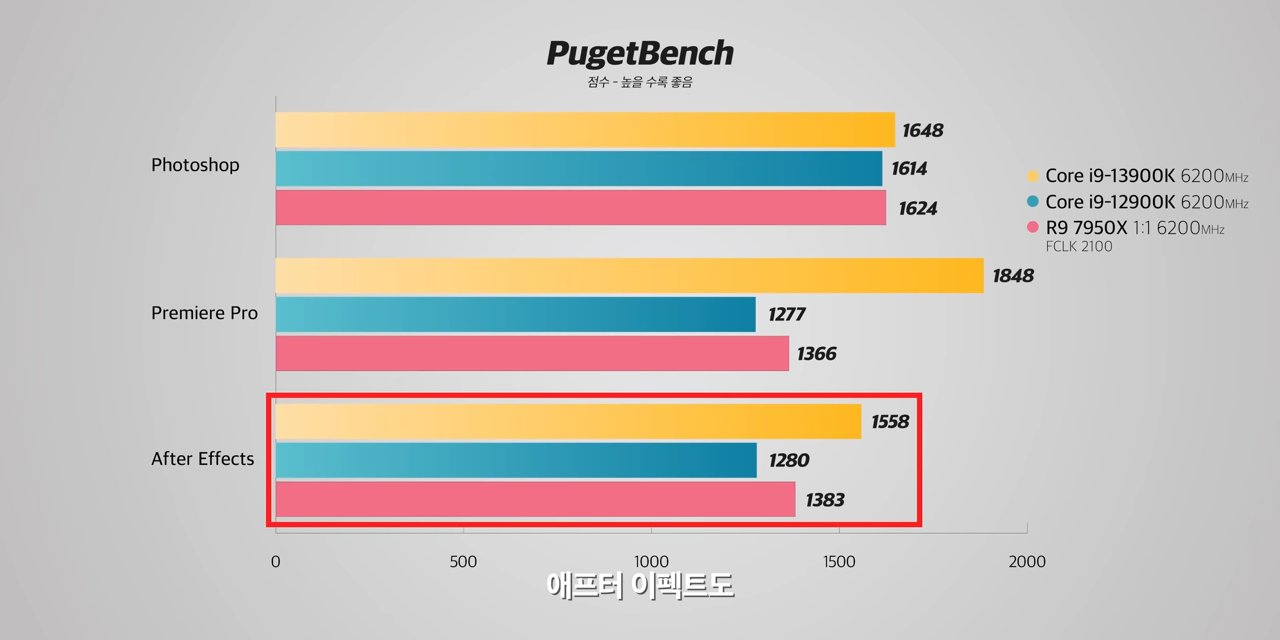 PugetBench
점수 - 높을 수록 좋음
Photoshop
1648
1614
1624
Core i9-13900K 6200MHz
Core i9-12900K 6200MHz
R9 7950X 1:1 6200MHz
FCLK 2100
Premiere Pro
1848
1277
1366
After Effects
1558
1280
1383
0 500 1000 1500 2000
애프터 이펙트도